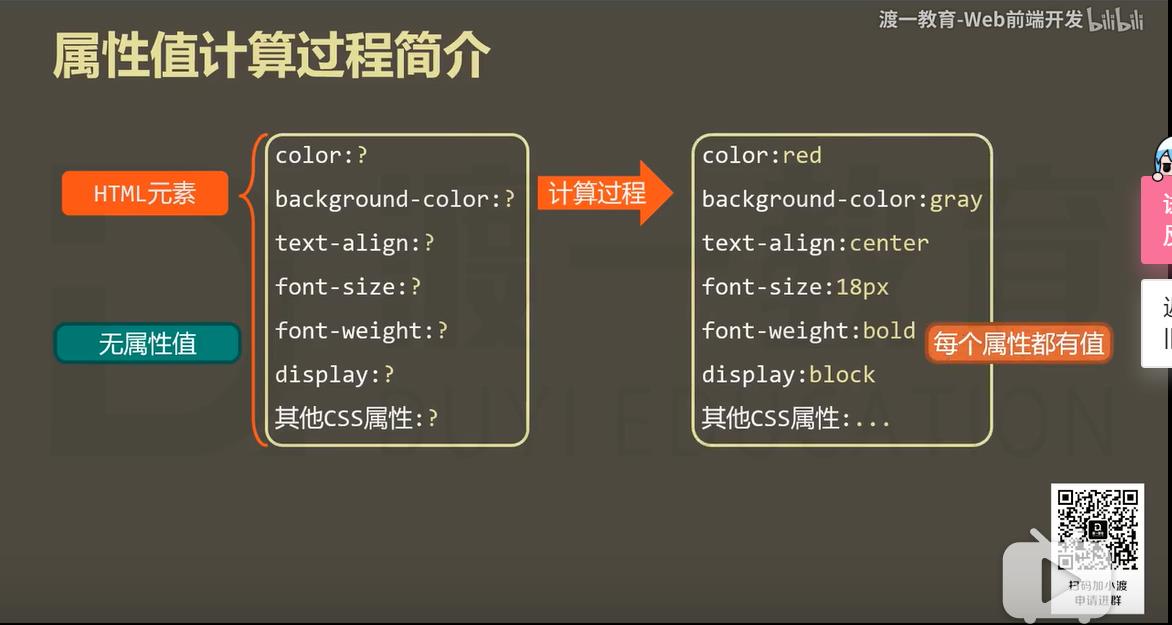 渡一教育-Web前端开发 bilibili
属性值计算过程简介
HTML元素
无属性值
color:?
background-color:?
text-align:?
font-size:?
font-weight:?
display:?
其他CSS属性:?
计算过程
color:red
background-color:gray
text-align:center
font-size:18px
font-weight:bold
display:block
其他CSS属性:...
每个属性都有值
DUYI EDUCATION
扫码加小渡
申请进群